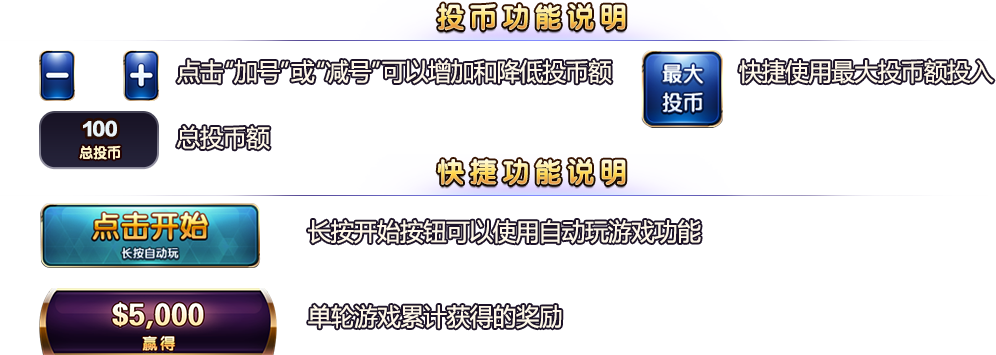 投币功能说明
− + 点击“加号”或“减号”可以增加和降低投币额
最大
投币
快捷使用最大投币额投入
100
总投币
总投币额
快捷功能说明
点击开始
长按自动玩
长按开始按钮可以使用自动玩游戏功能
$5,000
赢得
单轮游戏累计获得的奖励